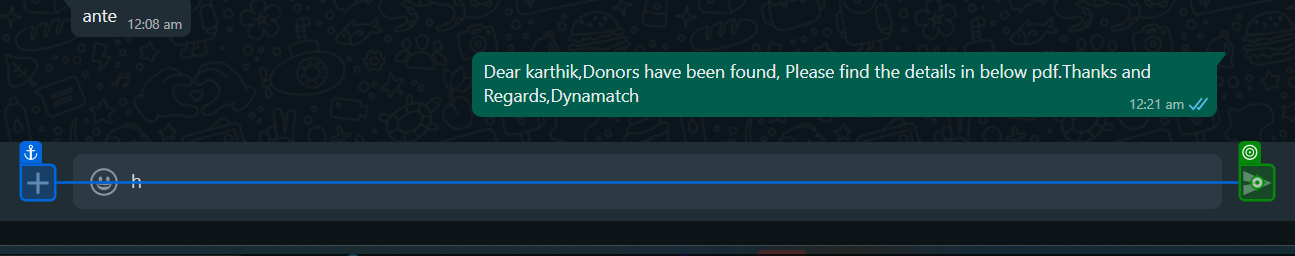 ante 12:08 am
Dear karthik,Donors have been found, Please find the details in below pdf.Thanks and
Regards,Dynamatch
12:21 am
h